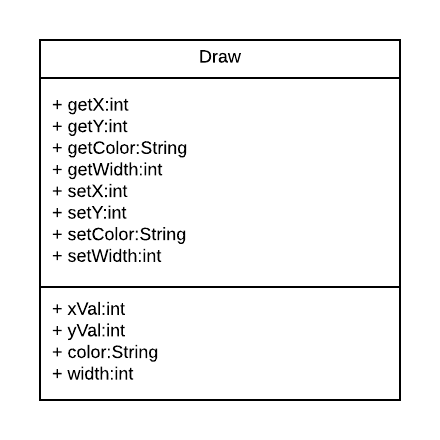 Draw
+ getX:int
+ getY:int
+ getColor:String
+ getWidth:int
+ setX:int
+ setY:int
+ setColor:String
+ setWidth:int
+ xVal:int
+ yVal:int
+ color:String
+ width:int